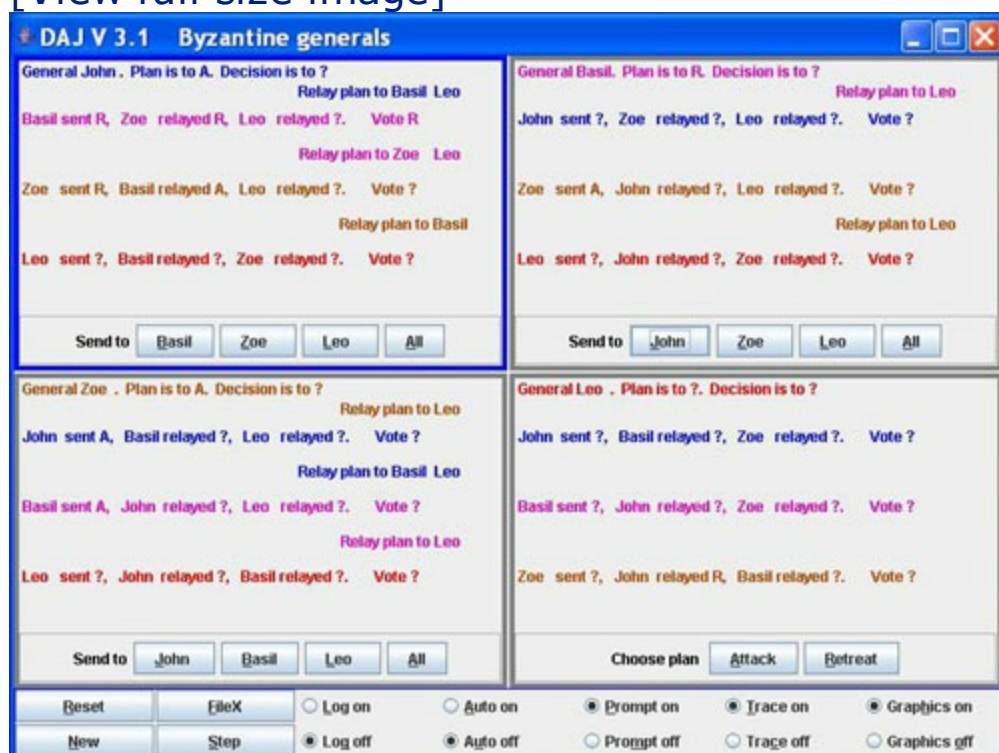 [View full size image]
DAJ V 3.1 Byzantine generals
General John . Plan is to A. Decision is to ?
Relay plan to Basil Leo
Basil sent R, Zoe relayed R, Leo relayed ?. Vote R
Relay plan to Zoe Leo
Zoe sent R, Basil relayed A, Leo relayed ?. Vote ?
Relay plan to Basil
Leo sent ?, Basil relayed ?, Zoe relayed ?. Vote ?
Send to Basil Zoe Leo All
General Basil. Plan is to R. Decision is to ?
Relay plan to Leo
John sent ?, Zoe relayed ?, Leo relayed ?. Vote ?
Zoe sent A, John relayed ?, Leo relayed ?. Vote ?
Relay plan to Leo
Leo sent ?, John relayed ?, Zoe relayed ?. Vote ?
Send to John Zoe Leo All
General Zoe . Plan is to A. Decision is to ?
Relay plan to Leo
John sent A, Basil relayed ?, Leo relayed ?. Vote ?
Relay plan to Basil Leo
Basil sent A, John relayed ?, Leo relayed ?. Vote ?
Relay plan to Leo
Leo sent ?, John relayed ?, Basil relayed ?. Vote ?
Send to John Basil Leo All
General Leo . Plan is to ?. Decision is to ?
John sent ?, Basil relayed ?, Zoe relayed ?. Vote ?
Basil sent ?, John relayed ?, Zoe relayed ?. Vote ?
Zoe sent ?, John relayed R, Basil relayed ?. Vote ?
Choose plan Attack Retreat
Reset FileX Log on Auto on Prompt on Trace on Graphics on
New Step Log off Auto off Prompt off Trace off Graphics off